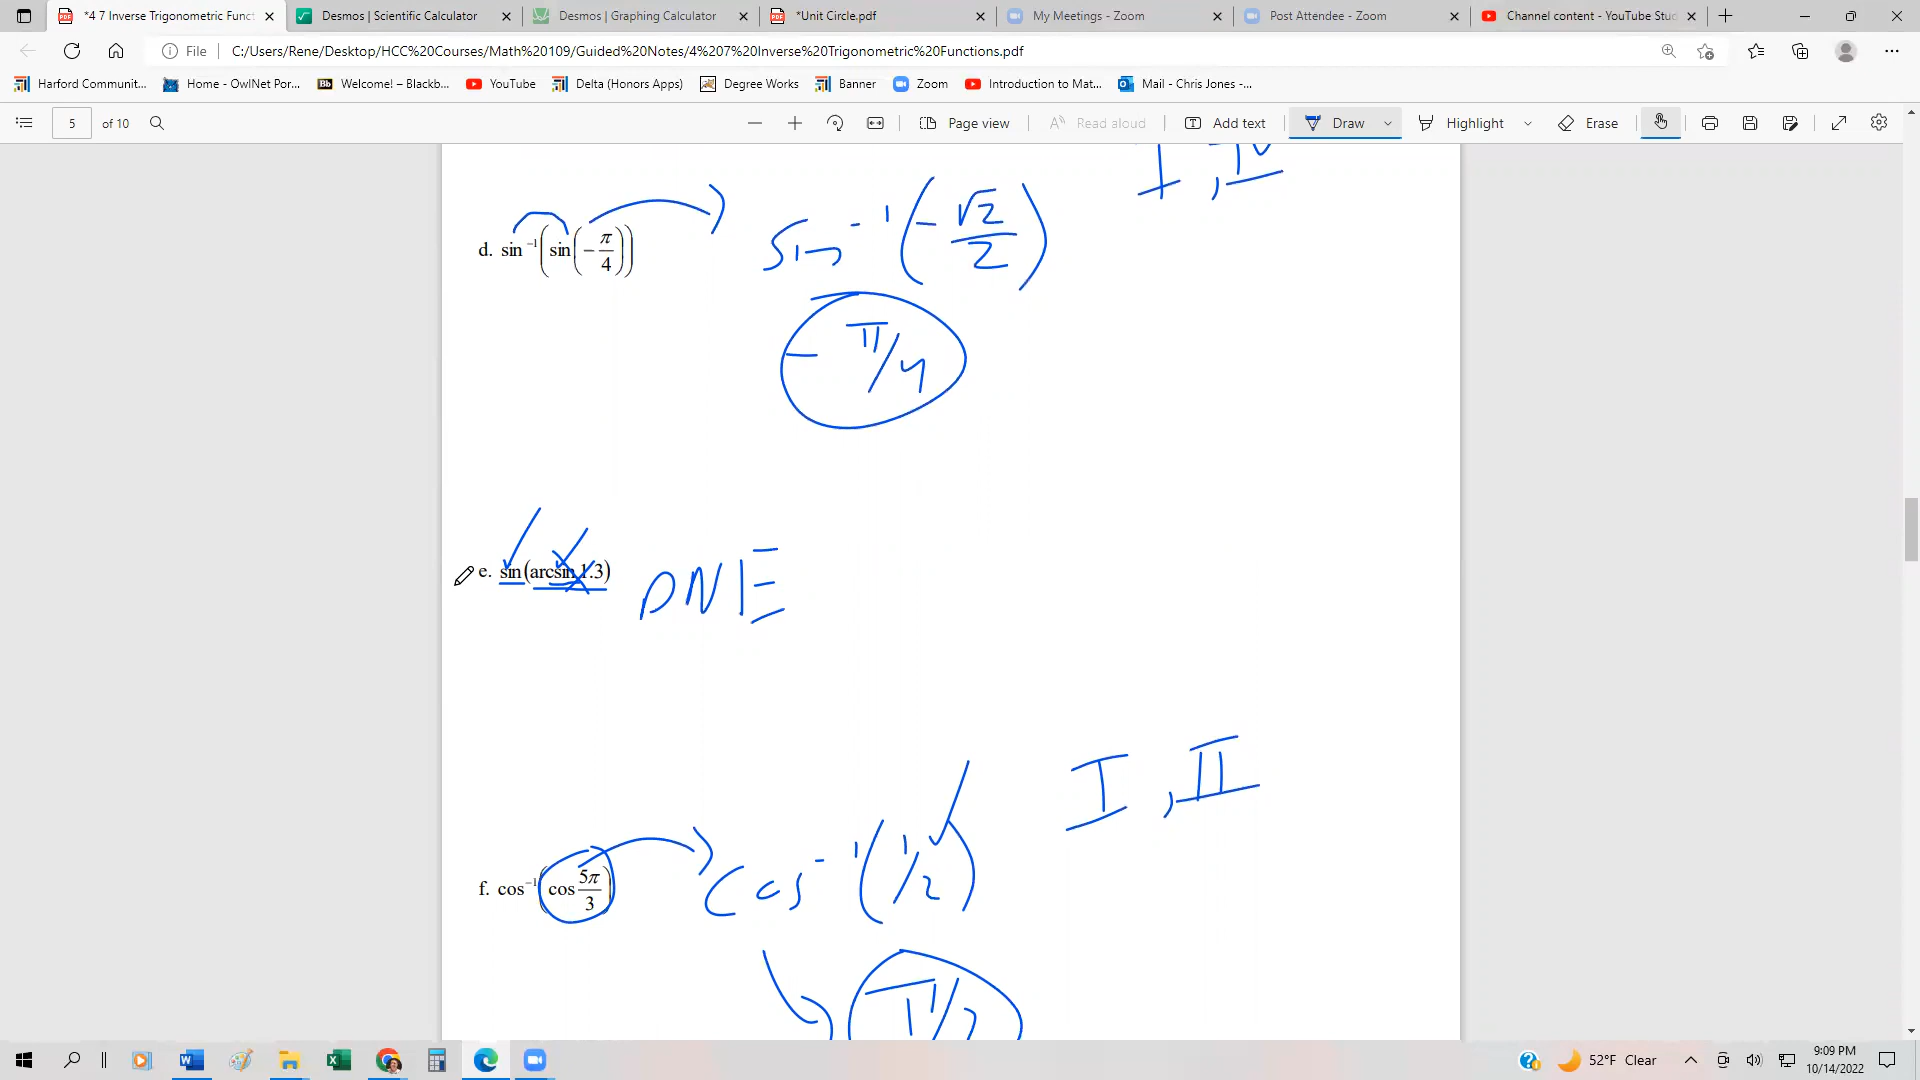 *4 7 Inverse Trigonometric Funct
Desmos | Scientific Calculator
Desmos | Graphing Calculator
*Unit Circle.pdf
My Meetings - Zoom
Post Attendee - Zoom
Channel content - YouTube Stu
File
C:/Users/Rene/Desktop/HCC%20Courses/Math%20109/Guided%20Notes/4%207%20Inverse%20Trigonometric%20Functions.pdf
Harford Communit...
Home - OwlNet Por...
Bb Welcome! – Blackb...
YouTube
Delta (Honors Apps)
Degree Works
Banner
Zoom
Introduction to Mat...
Mail - Chris Jones -...
5 of 10
Page view
Read aloud
Add text
Draw
Highlight
Erase
I, IV
d. sin⁻¹(sin(-π/4))
sin⁻¹(-√2/2)
- π/4
e. sin(arcsin 1.3)
DNE
I, II
f. cos⁻¹(cos 5π/3)
cos⁻¹(1/2)
π/3
52°F Clear
9:09 PM
10/14/2022